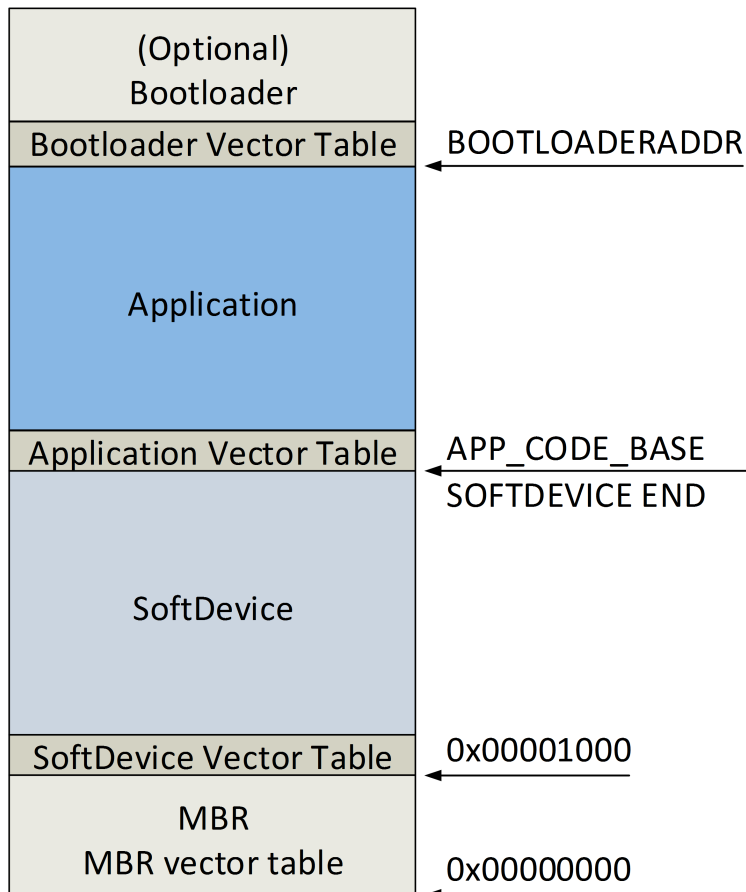 (Optional)
Bootloader
Bootloader Vector Table
BOOTLOADERADDR
Application
Application Vector Table
APP_CODE_BASE
SOFTDEVICE END
SoftDevice
SoftDevice Vector Table
0x00001000
MBR
MBR vector table
0x00000000